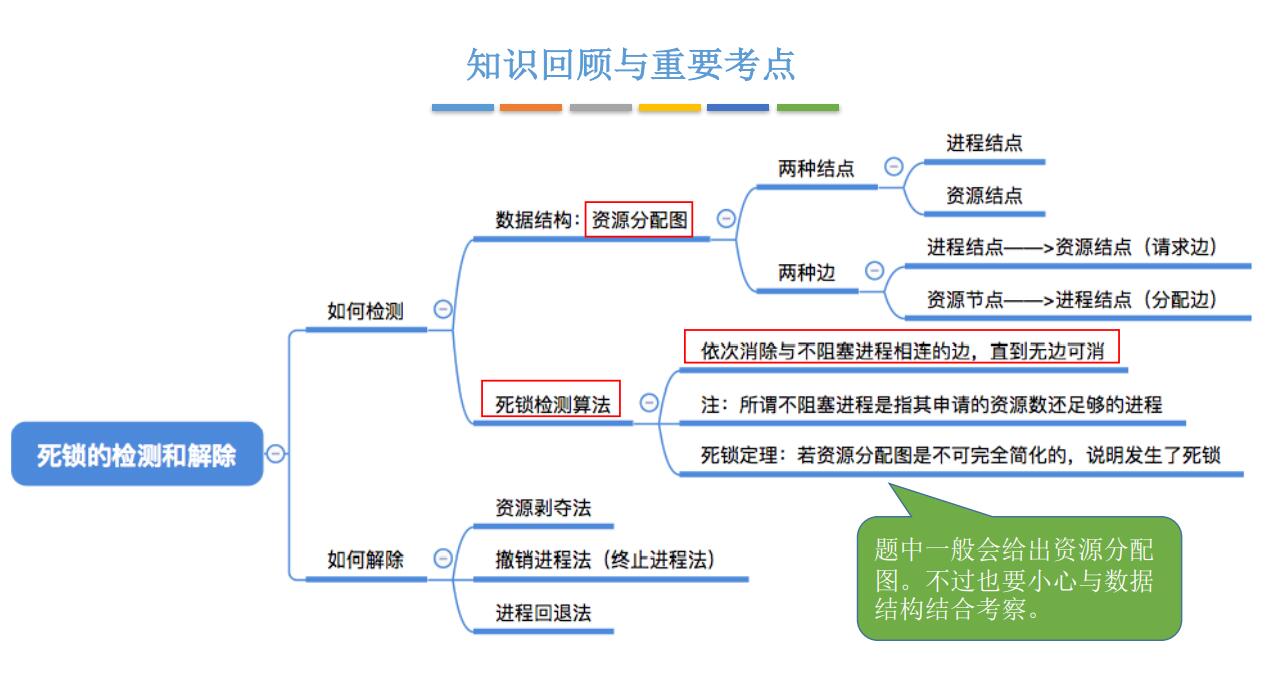 知识回顾与重要考点
进程结点
两种结点
资源结点
数据结构：资源分配图
进程结点——>资源结点（请求边）
两种边
资源节点——>进程结点（分配边）
如何检测
依次消除与不阻塞进程相连的边，直到无边可消
死锁检测算法
注：所谓不阻塞进程是指其申请的资源数还足够的进程
死锁定理：若资源分配图是不可完全简化的，说明发生了死锁
死锁的检测和解除
资源剥夺法
如何解除
撤销进程法（终止进程法）
进程回退法
题中一般会给出资源分配
图。不过也要小心与数据
结构结合考察。